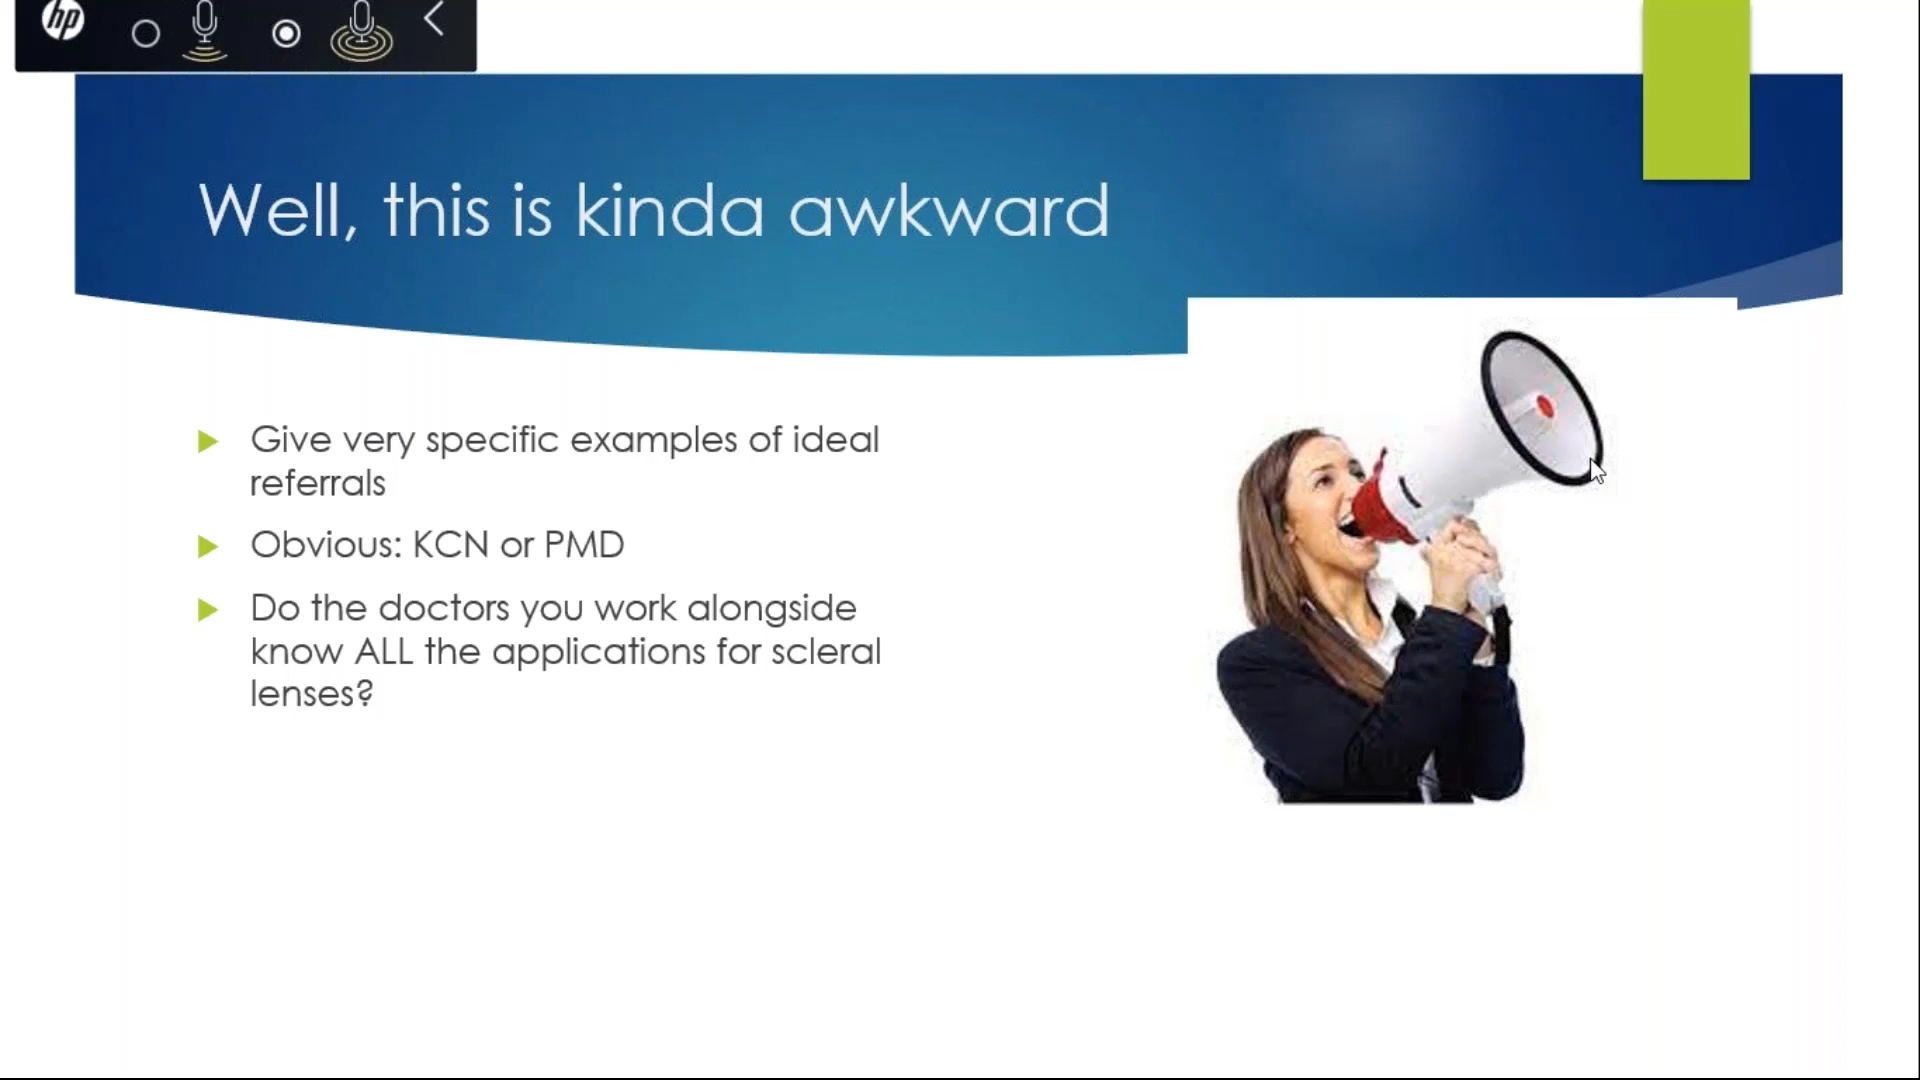 hp
Well, this is kinda awkward
Give very specific examples of ideal
referrals
Obvious: KCN or PMD
Do the doctors you work alongside
know ALL the applications for scleral
lenses?